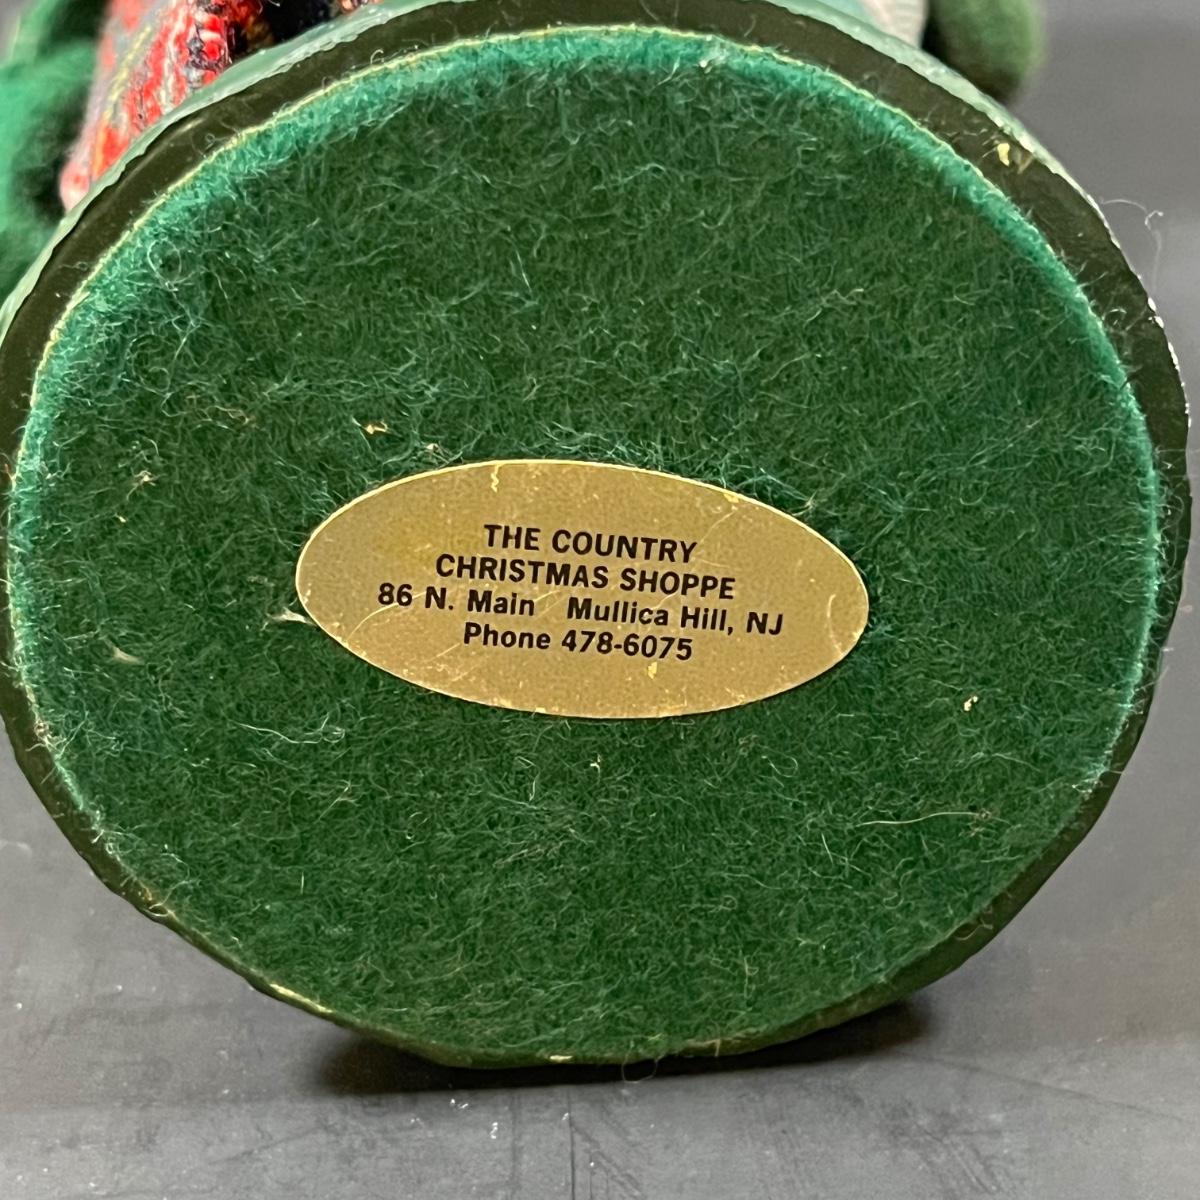 THE COUNTRY
CHRISTMAS SHOPPE
86 N. Main Mullica Hill, NJ
Phone 478-6075